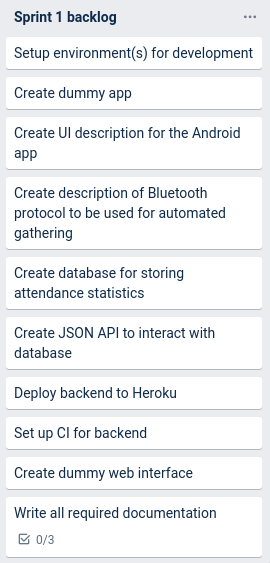 Sprint 1 backlog
Setup environment(s) for development
Create dummy app
Create UI description for the Android
app
Create description of Bluetooth
protocol to be used for automated
gathering
Create database for storing
attendance statistics
Create JSON API to interact with
database
Deploy backend to Heroku
Set up CI for backend
Create dummy web interface
Write all required documentation
0/3